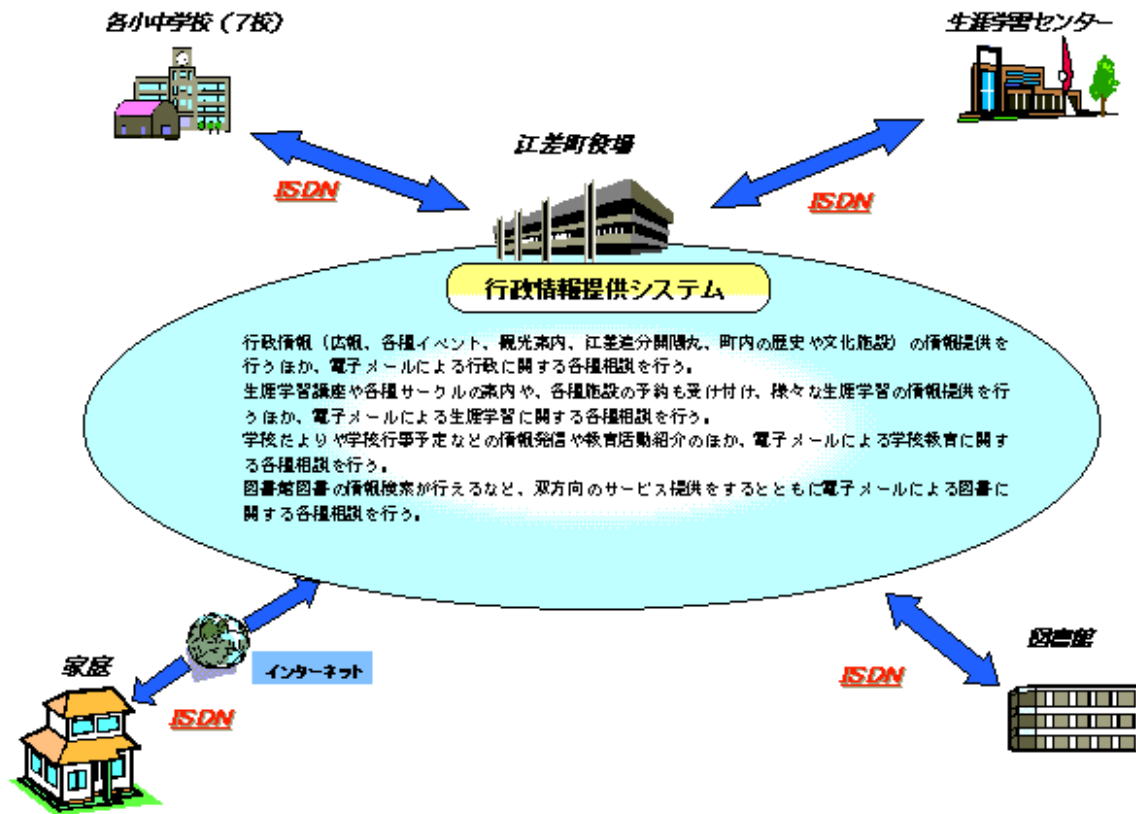 各小中学校（7校）
生涯学習センター
江差町役場
ISDN
ISDN
行政情報提供システム
行政情報（広報、各種イベント、観光案内、江差追分開陽丸、町内の歴史や文化施設）の情報提供を
行うほか、電子メールによる行政に関する各種相談を行う。
生涯学習講座や各種サークルの案内や、各種施設の予約も受け付け、様々な生涯学習の情報提供を行
うほか、電子メールによる生涯学習に関する各種相談を行う。
学校だよりや学校行事予定などの情報発信や教育活動紹介のほか、電子メールによる学校教育に関す
る各種相談を行う。
図書館図書の情報検索が行えるなど、双方向のサービス提供をするとともに電子メールによる図書に
関する各種相談を行う。
図書館
家庭
インターネット
ISDN
ISDN